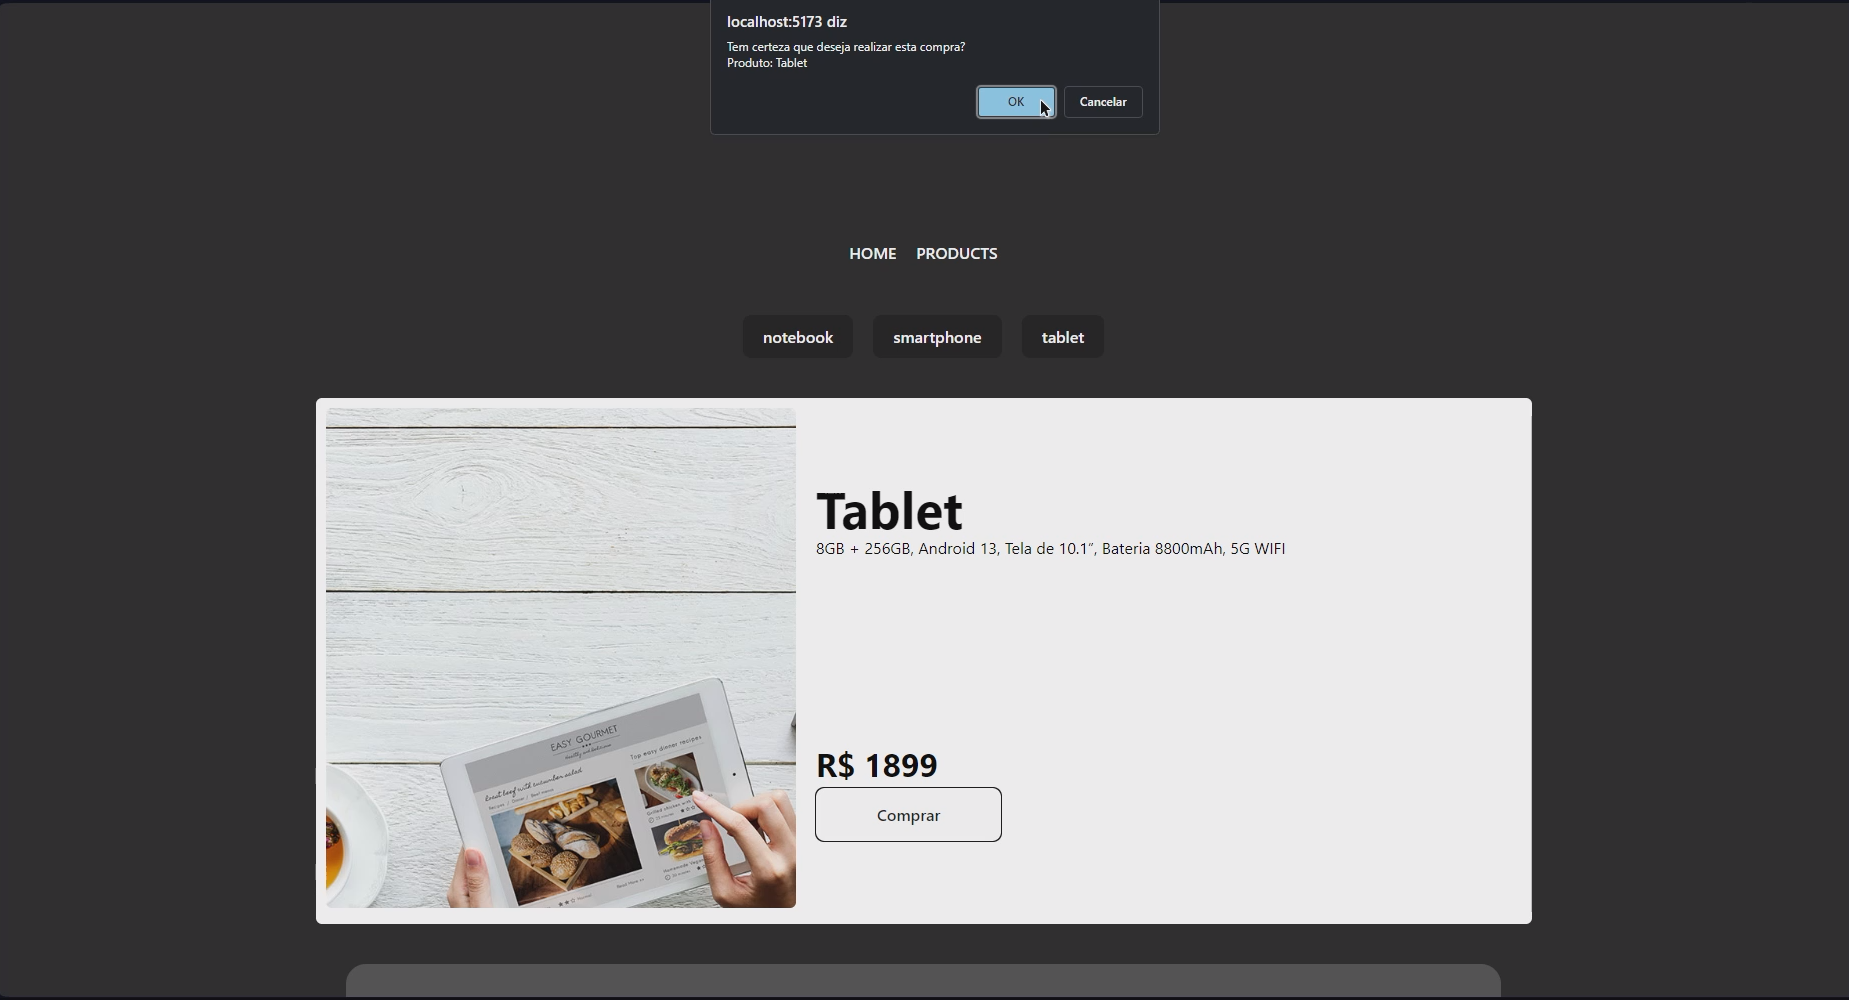 localhost:5173 diz
Tem certeza que deseja realizar esta compra?
Produto: Tablet
OK
Cancelar
HOME
PRODUCTS
notebook
smartphone
tablet
Tablet
8GB + 256GB, Android 13, Tela de 10.1”, Bateria 8800mAh, 5G WIFI
R$ 1899
Comprar
EASY GOURMET
Top easy dinner recipes